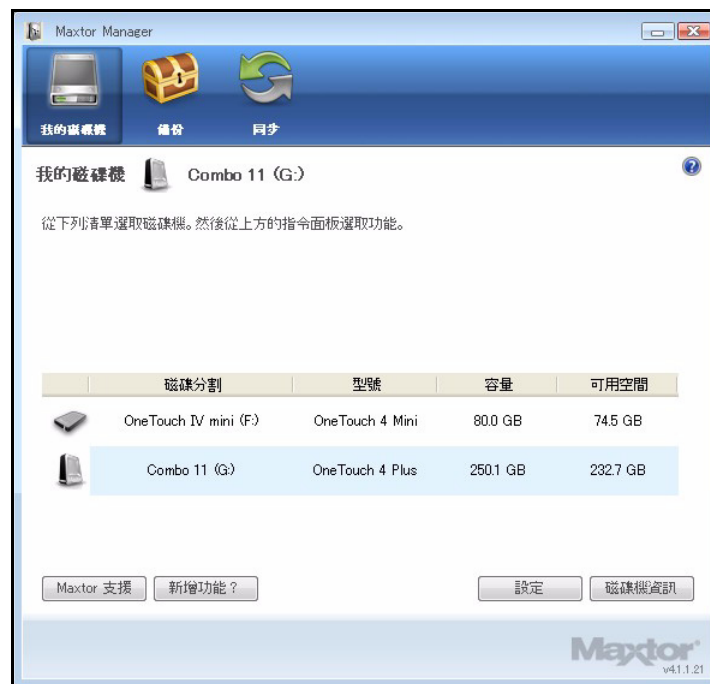 Maxtor Manager
我的磁碟機 備份 同步
我的磁碟機 Combo 11 (G:)
從下列清單選取磁碟機。然後從上方的指令面板選取功能。
磁碟分割 型號 容量 可用空間
OneTouch IV mini (F:) OneTouch 4 Mini 80.0 GB 74.5 GB
Combo 11 (G:) OneTouch 4 Plus 250.1 GB 232.7 GB
Maxtor 支援 新增功能？ 設定 磁碟機資訊
Maxtor
v4.1.1.21